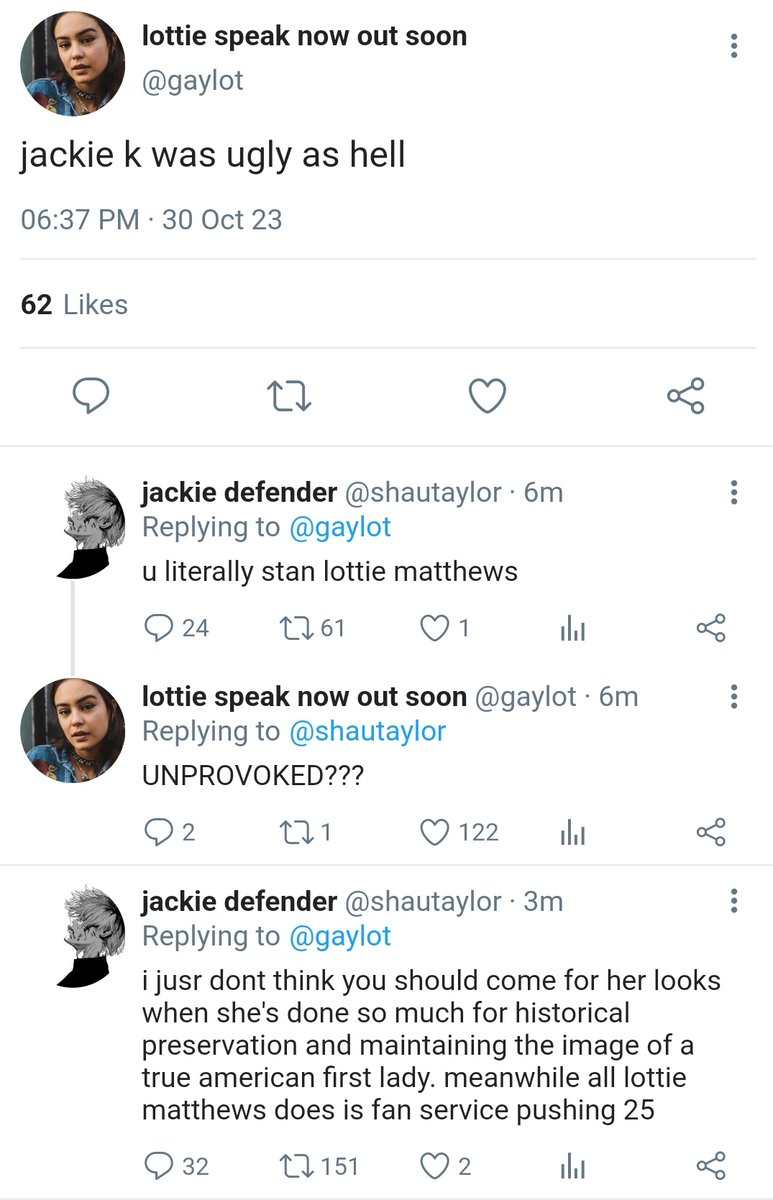 lottie speak now out soon
@gaylot
jackie k was ugly as hell
06:37 PM · 30 Oct 23
62 Likes
jackie defender @shautaylor · 6m
Replying to @gaylot
u literally stan lottie matthews
24 61 1
lottie speak now out soon @gaylot · 6m
Replying to @shautaylor
UNPROVOKED???
2 1 122
jackie defender @shautaylor · 3m
Replying to @gaylot
i jusr dont think you should come for her looks
when she's done so much for historical
preservation and maintaining the image of a
true american first lady. meanwhile all lottie
matthews does is fan service pushing 25
32 151 2